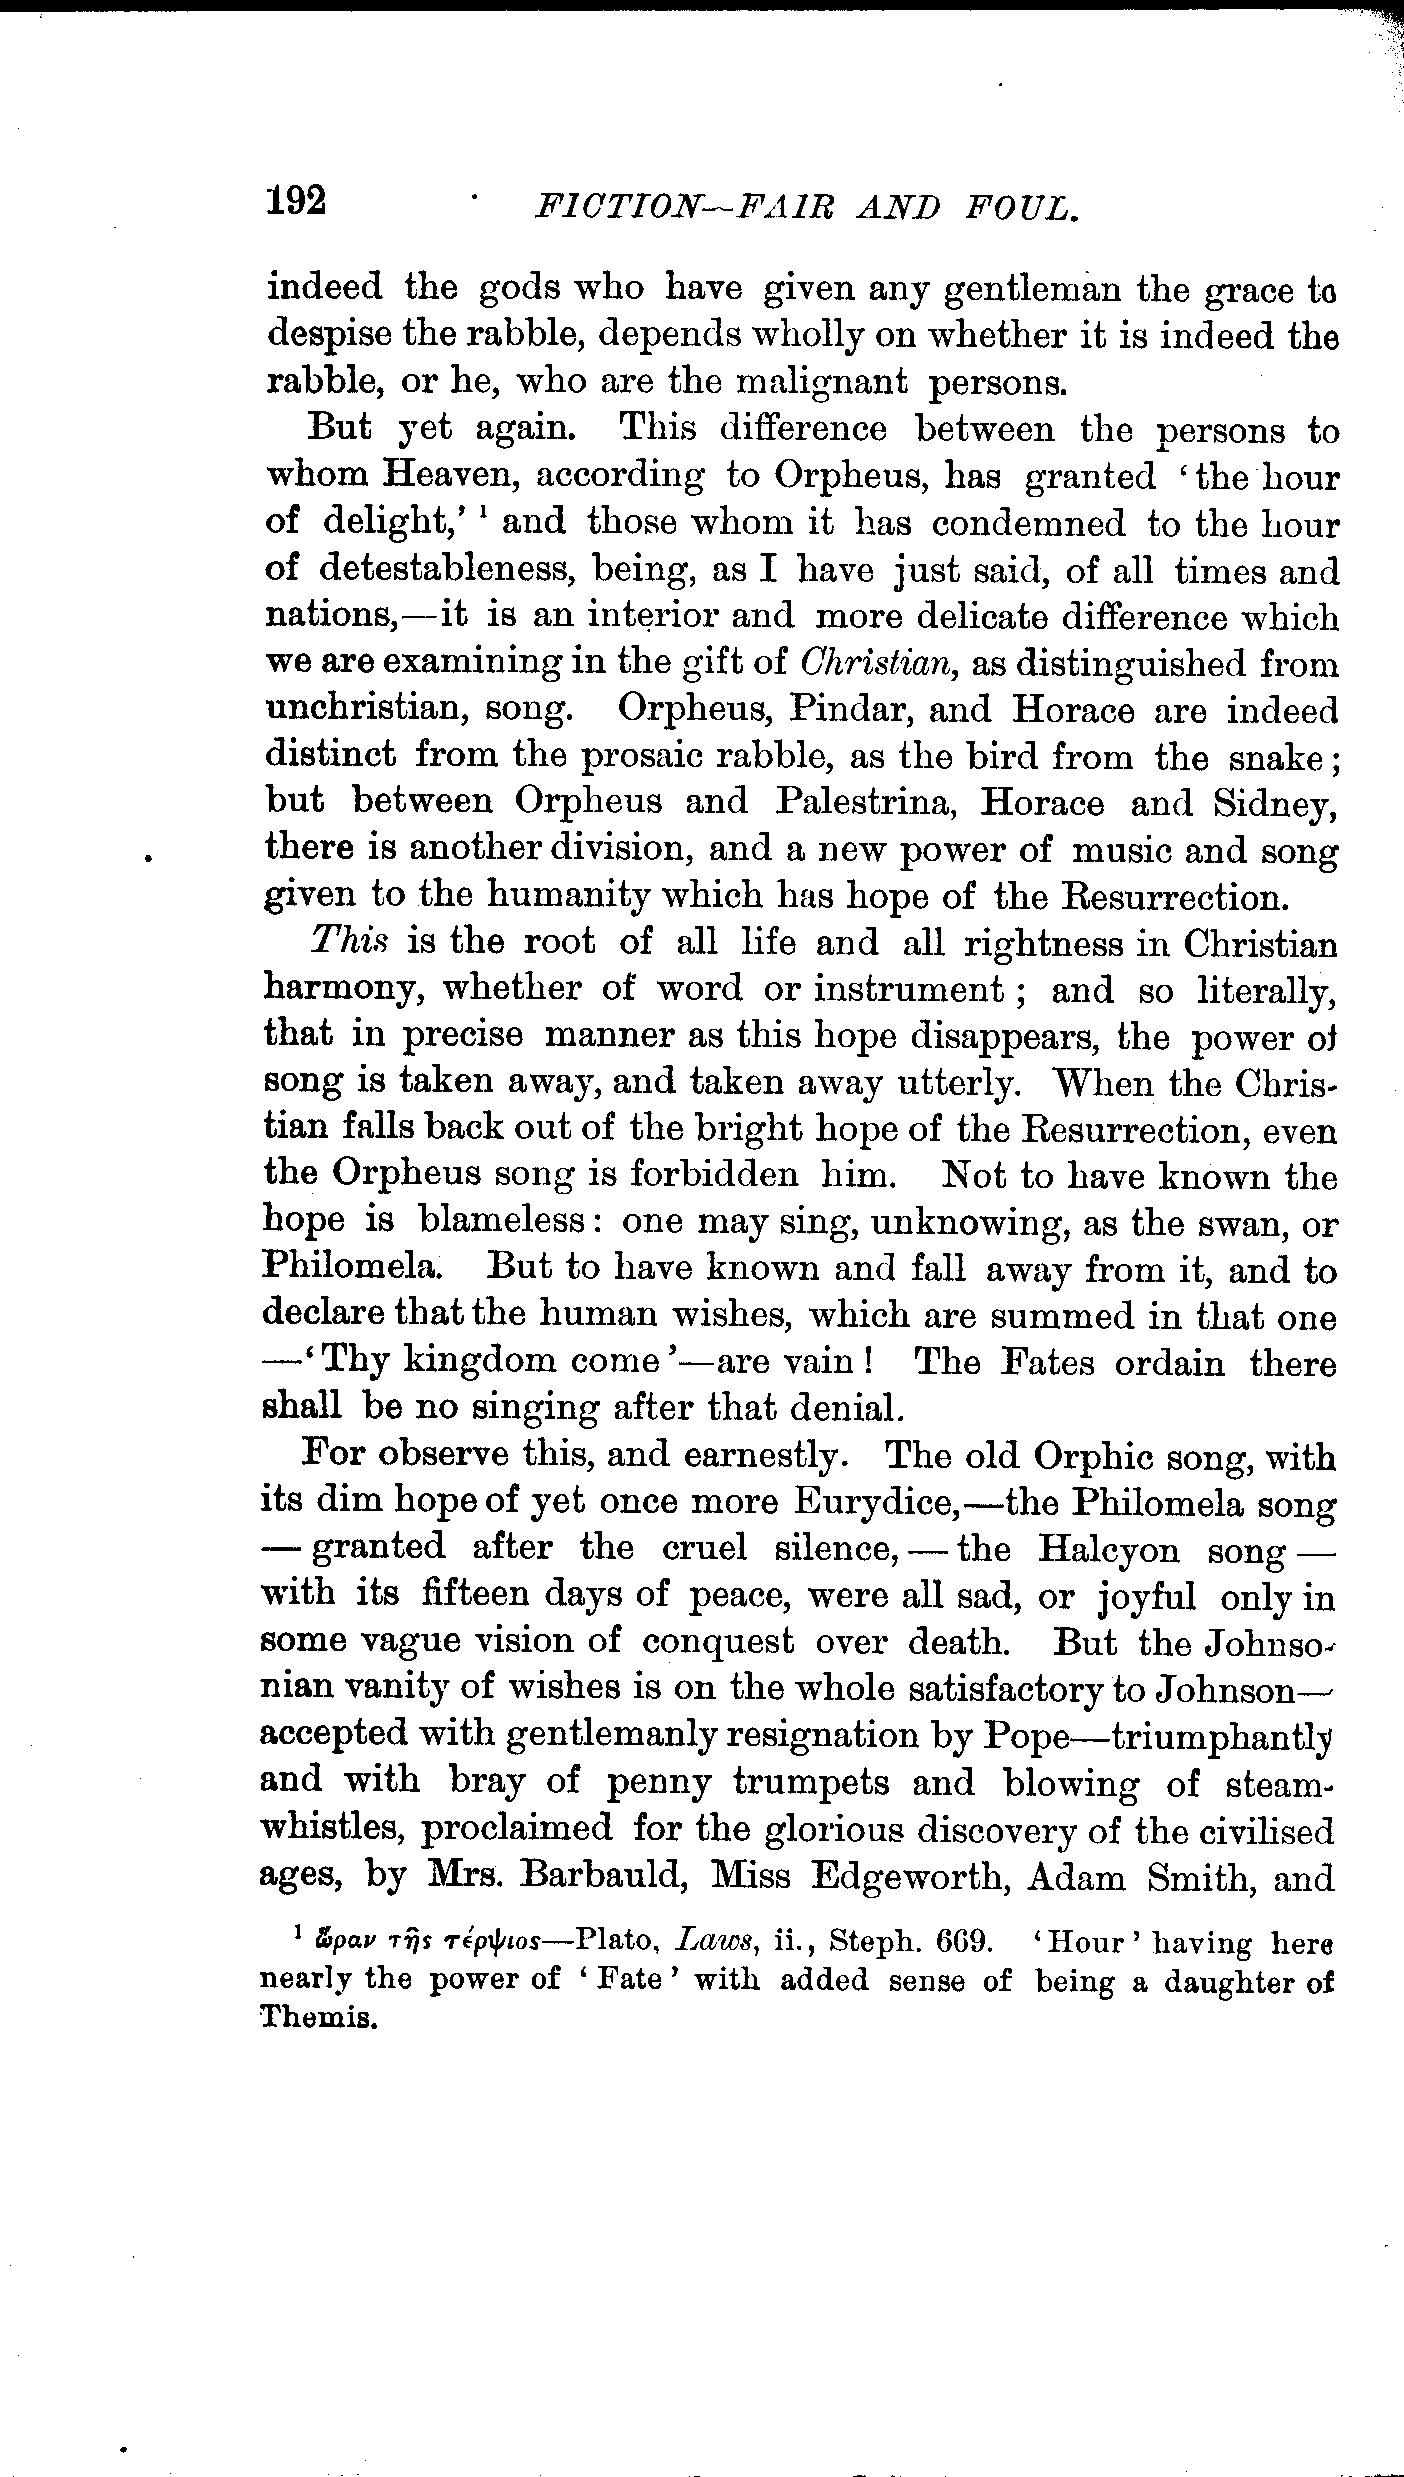 192 FICTION—FAIR AND FOUL.
indeed the gods who have given any gentleman the grace to
despise the rabble, depends wholly on whether it is indeed the
rabble, or he, who are the malignant persons.
But yet again. This difference between the persons to
whom Heaven, according to Orpheus, has granted ‘the hour
of delight,’ ¹ and those whom it has condemned to the hour
of detestableness, being, as I have just said, of all times and
nations,—it is an interior and more delicate difference which
we are examining in the gift of Christian, as distinguished from
unchristian, song. Orpheus, Pindar, and Horace are indeed
distinct from the prosaic rabble, as the bird from the snake;
but between Orpheus and Palestrina, Horace and Sidney,
there is another division, and a new power of music and song
given to the humanity which has hope of the Resurrection.
This is the root of all life and all rightness in Christian
harmony, whether of word or instrument; and so literally,
that in precise manner as this hope disappears, the power of
song is taken away, and taken away utterly. When the Chris-
tian falls back out of the bright hope of the Resurrection, even
the Orpheus song is forbidden him. Not to have known the
hope is blameless: one may sing, unknowing, as the swan, or
Philomela. But to have known and fall away from it, and to
declare that the human wishes, which are summed in that one
—‘Thy kingdom come’—are vain! The Fates ordain there
shall be no singing after that denial.
For observe this, and earnestly. The old Orphic song, with
its dim hope of yet once more Eurydice,—the Philomela song
— granted after the cruel silence, — the Halcyon song —
with its fifteen days of peace, were all sad, or joyful only in
some vague vision of conquest over death. But the Johnso-
nian vanity of wishes is on the whole satisfactory to Johnson—
accepted with gentlemanly resignation by Pope—triumphantly
and with bray of penny trumpets and blowing of steam-
whistles, proclaimed for the glorious discovery of the civilised
ages, by Mrs. Barbauld, Miss Edgeworth, Adam Smith, and
¹ ὥραν τῆς τέρψιος—Plato, Laws, ii., Steph. 669. ‘Hour’ having here
nearly the power of ‘Fate’ with added sense of being a daughter of
Themis.